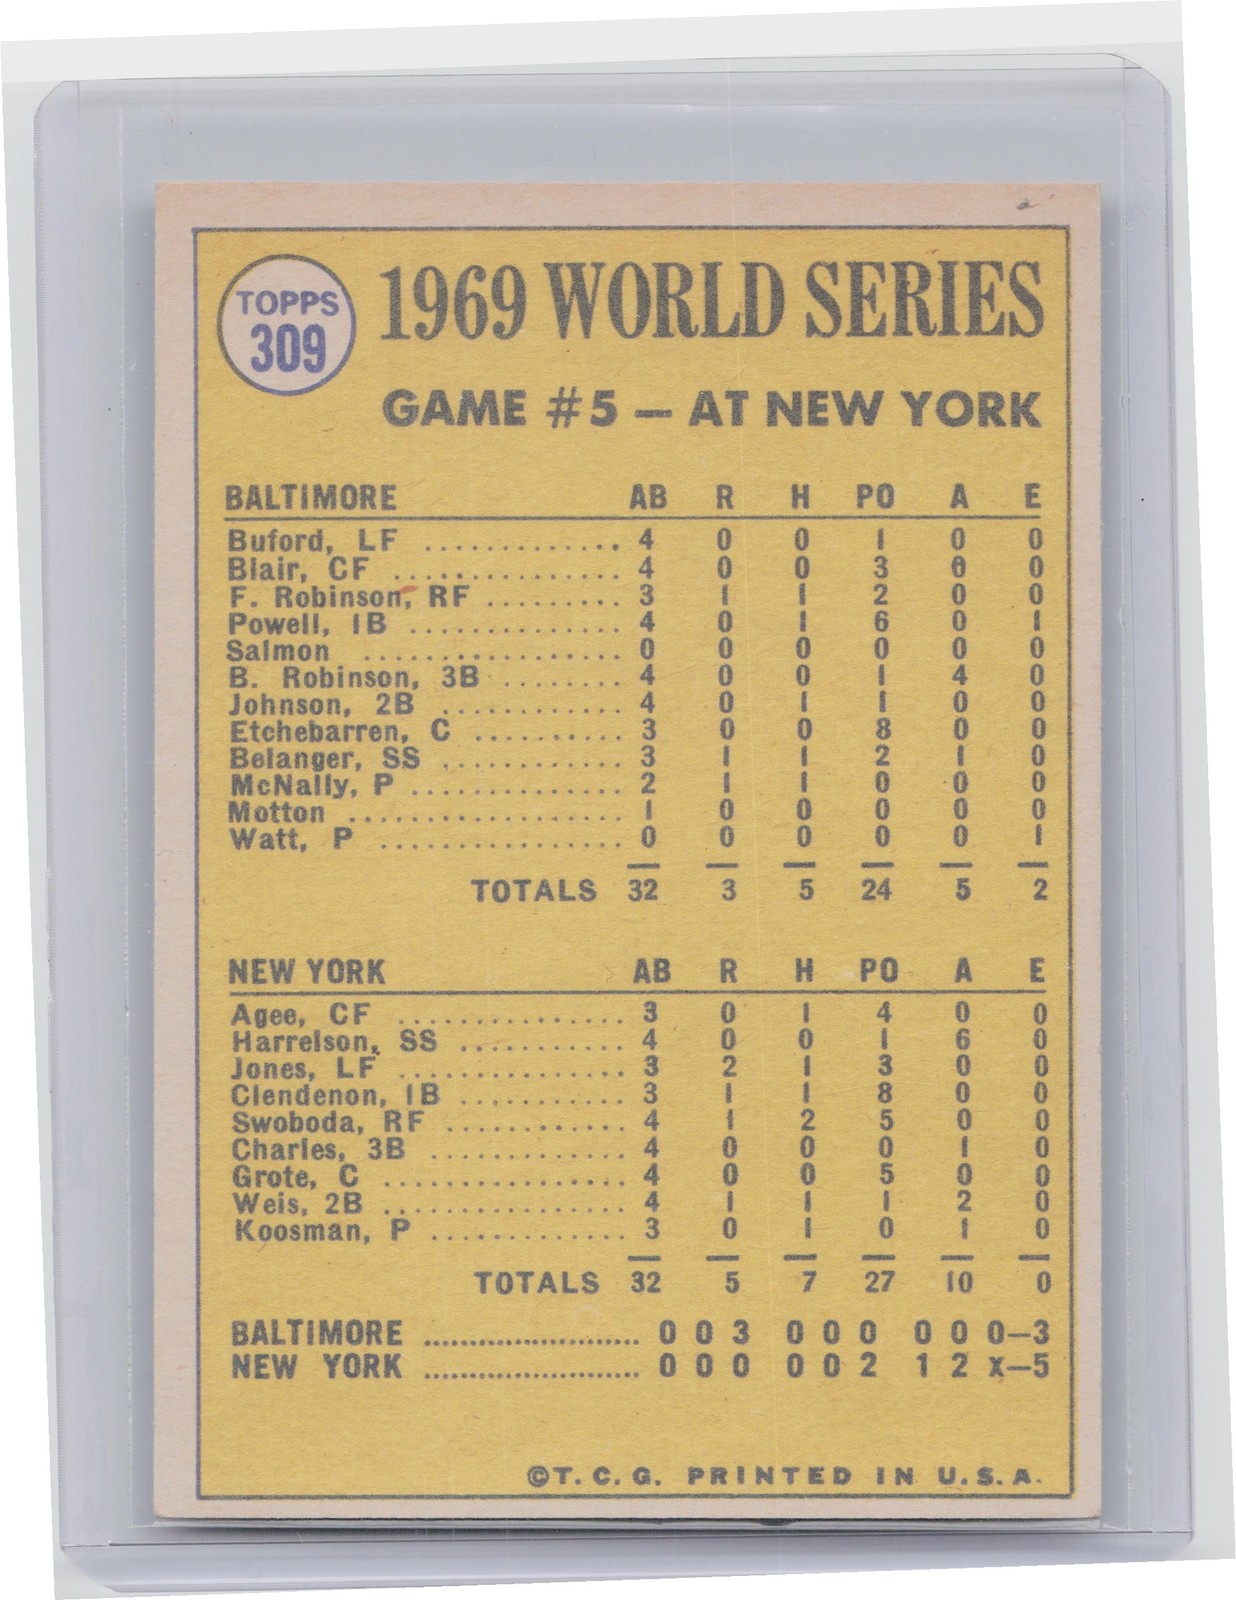 TOPPS
309
1969 WORLD SERIES
GAME #5 — AT NEW YORK
BALTIMORE AB R H PO A E
Buford, LF ............. 4 0 0 1 0 0
Blair, CF ............... 4 0 0 3 0 0
F. Robinson, RF ......... 3 1 1 2 0 0
Powell, 1B .............. 4 0 1 6 0 1
Salmon ................. 0 0 0 0 0 0
B. Robinson, 3B ........ 4 0 0 1 4 0
Johnson, 2B ............ 4 0 1 1 0 0
Etchebarren, C .......... 3 0 0 8 0 0
Belanger, SS ............ 3 1 1 2 1 0
McNally, P .............. 2 1 1 0 0 0
Motton .................. 1 0 0 0 0 0
Watt, P ................ 0 0 0 0 0 1
TOTALS 32 3 5 24 5 2
NEW YORK AB R H PO A E
Agee, CF ............... 3 0 1 4 0 0
Harrelson, SS ........... 4 0 0 1 6 0
Jones, LF ............... 3 2 1 3 0 0
Clendenon, 1B ........... 3 1 1 8 0 0
Swoboda, RF ............ 4 1 2 5 0 0
Charles, 3B ............. 4 0 0 0 1 0
Grote, C ................ 4 0 0 5 0 0
Weis, 2B ................ 4 1 1 1 2 0
Koosman, P ............. 3 0 1 0 1 0
TOTALS 32 5 7 27 10 0
BALTIMORE ........................ 0 0 3 0 0 0 0 0 0—3
NEW YORK ........................ 0 0 0 0 0 2 1 2 x—5
©T. C. G. PRINTED IN U.S.A.